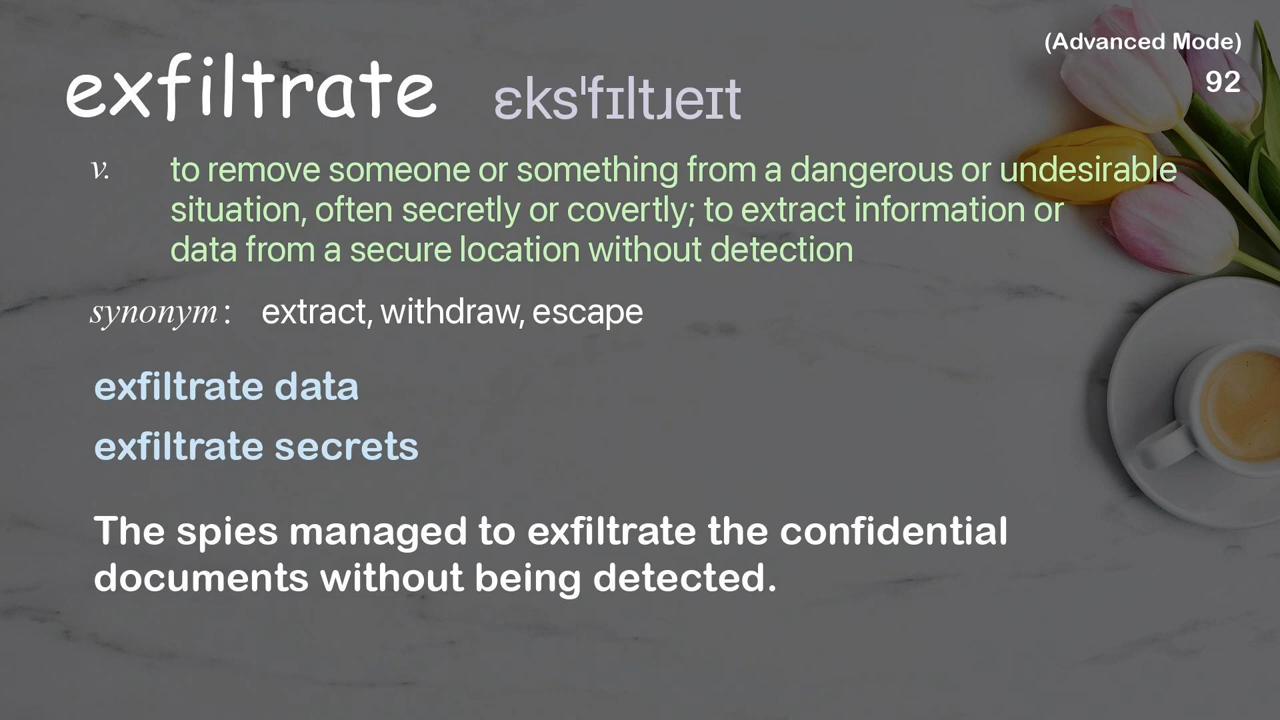 (Advanced Mode)
92
exfiltrate ɛksˈfɪltɹeɪt
v. to remove someone or something from a dangerous or undesirable
situation, often secretly or covertly; to extract information or
data from a secure location without detection
synonym: extract, withdraw, escape
exfiltrate data
exfiltrate secrets
The spies managed to exfiltrate the confidential
documents without being detected.